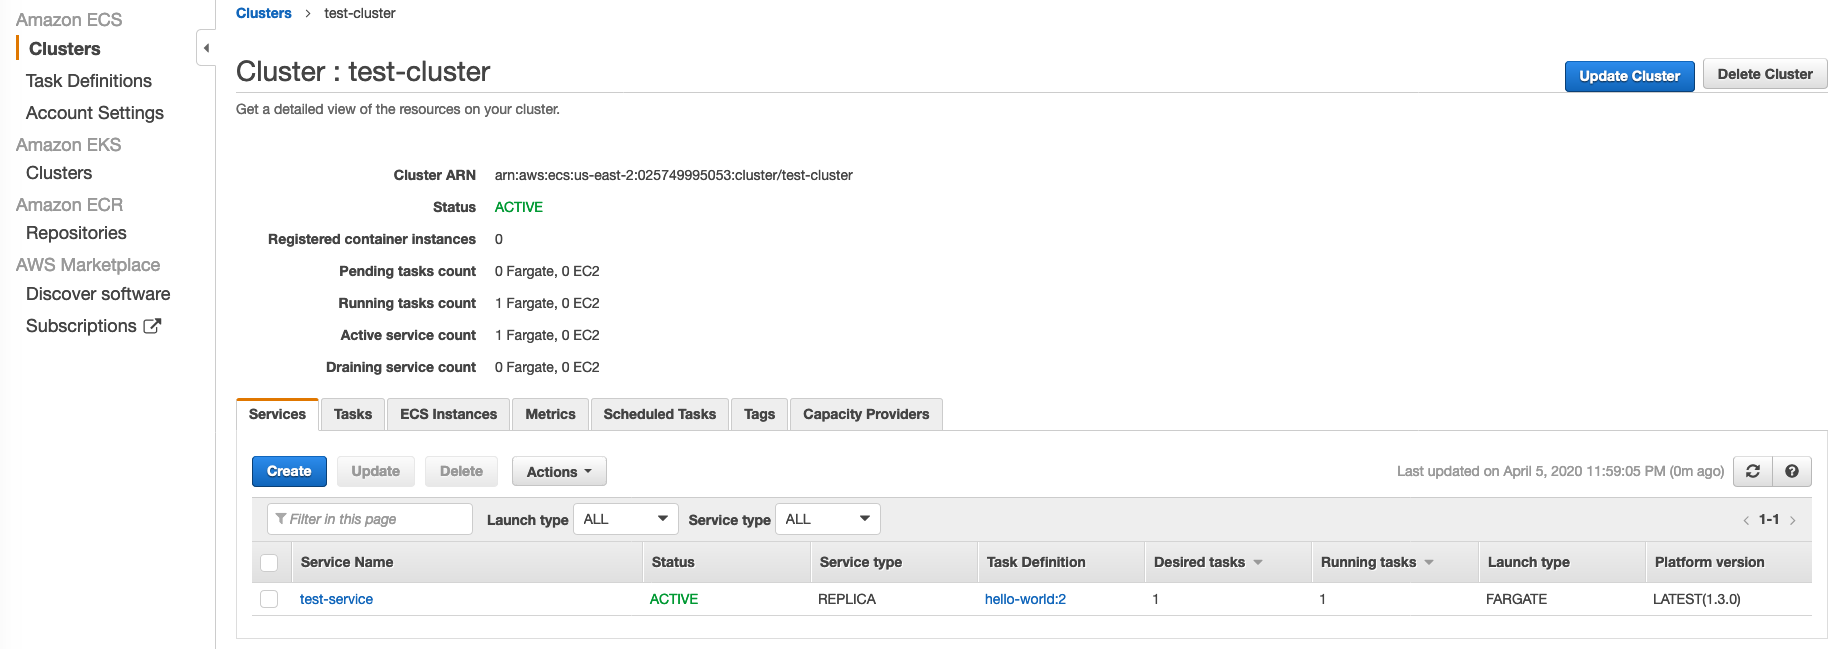 Amazon ECS
Clusters
Task Definitions
Account Settings
Amazon EKS
Clusters
Amazon ECR
Repositories
AWS Marketplace
Discover software
Subscriptions
Clusters > test-cluster
Cluster : test-cluster
Update Cluster Delete Cluster
Get a detailed view of the resources on your cluster.
Cluster ARN arn:aws:ecs:us-east-2:025749995053:cluster/test-cluster
Status ACTIVE
Registered container instances 0
Pending tasks count 0 Fargate, 0 EC2
Running tasks count 1 Fargate, 0 EC2
Active service count 1 Fargate, 0 EC2
Draining service count 0 Fargate, 0 EC2
Services Tasks ECS Instances Metrics Scheduled Tasks Tags Capacity Providers
Create Update Delete Actions Last updated on April 5, 2020 11:59:05 PM (0m ago)
Filter in this page Launch type ALL Service type ALL < 1-1 >
Service Name Status Service type Task Definition Desired tasks Running tasks Launch type Platform version
test-service ACTIVE REPLICA hello-world:2 1 1 FARGATE LATEST(1.3.0)